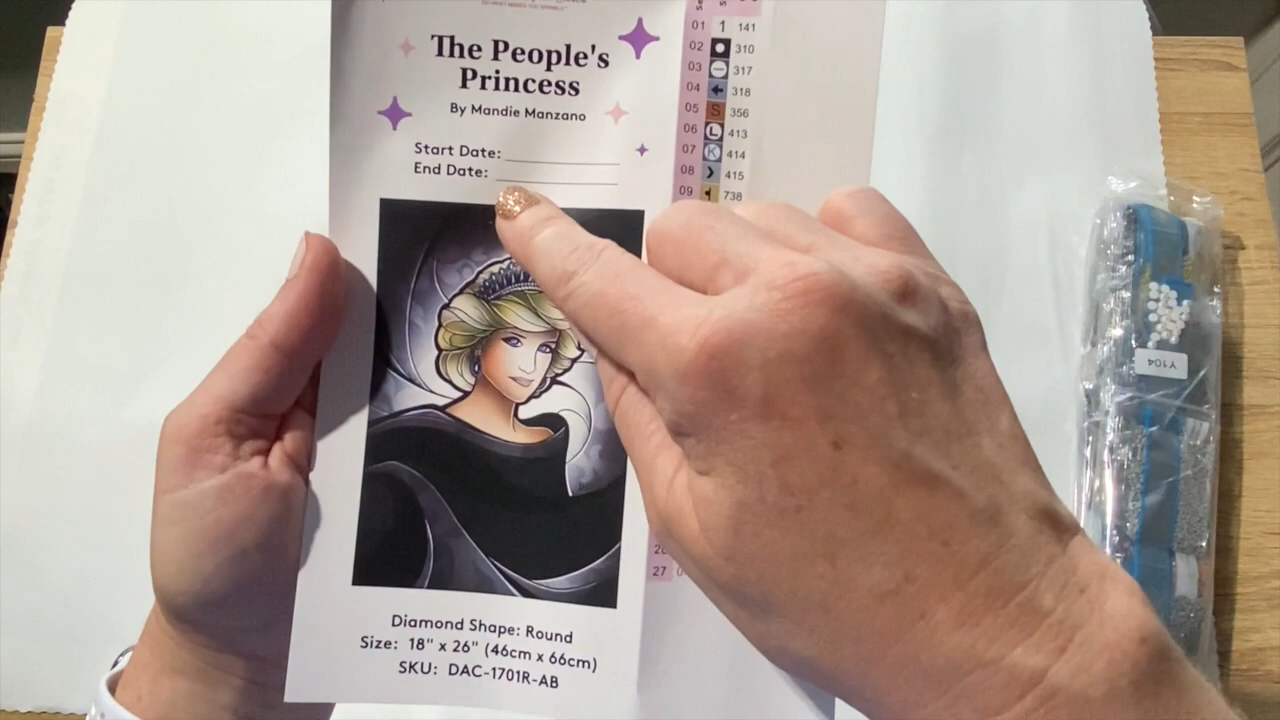 The People's
Princess
By Mandie Manzano
Start Date:
End Date:
Diamond Shape: Round
Size: 18" x 26" (46cm x 66cm)
SKU: DAC-1701R-AB
01 1 141
02 310
03 317
04 318
05 S 356
06 L 413
07 K 414
08 415
09 738
27
Y104